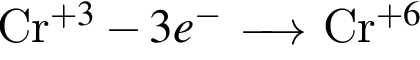 Cr⁺³ − 3e⁻ ⟶ Cr⁺⁶